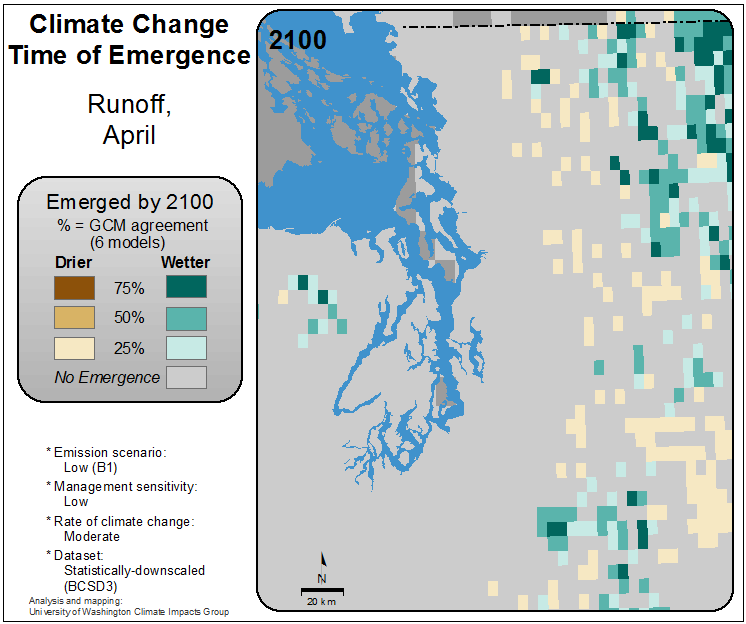 Climate Change
Time of Emergence
Runoff,
April
Emerged by 2100
% = GCM agreement
(6 models)
Drier Wetter
75%
50%
25%
No Emergence
* Emission scenario:
Low (B1)
* Management sensitivity:
Low
* Rate of climate change:
Moderate
* Dataset:
Statistically-downscaled
(BCSD3)
Analysis and mapping:
University of Washington Climate Impacts Group
2100
N
20 km